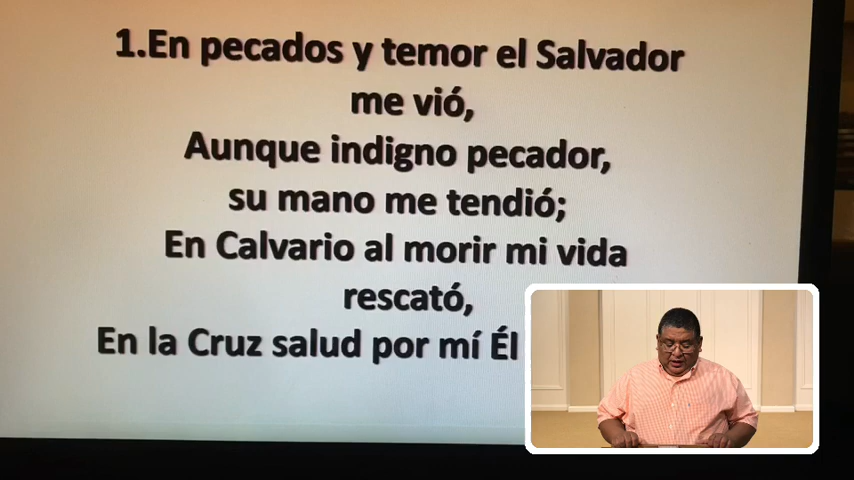 1.En pecados y temor el Salvador
me vió,
Aunque indigno pecador,
su mano me tendió;
En Calvario al morir mi vida
rescató,
En la Cruz salud por mí Él